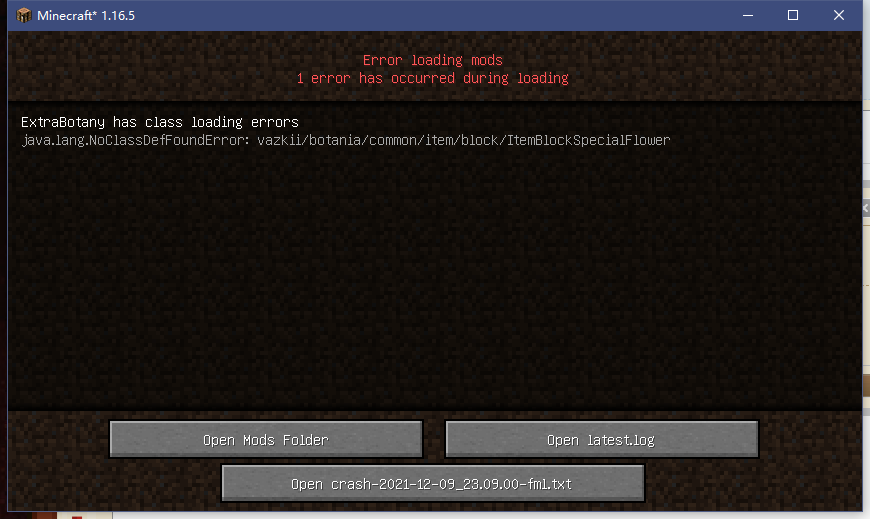 Minecraft* 1.16.5
Error loading mods
1 error has occurred during loading
ExtraBotany has class loading errors
java.lang.NoClassDefFoundError: vazkii/botania/common/item/block/ItemBlockSpecialFlower
Open Mods Folder
Open latest.log
Open crash-2021-12-09_23.09.00-fml.txt